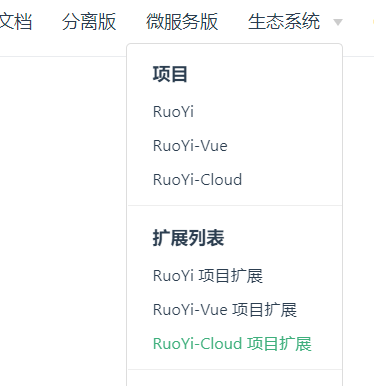 文档 分离版 微服务版 生态系统
项目
RuoYi
RuoYi-Vue
RuoYi-Cloud
扩展列表
RuoYi 项目扩展
RuoYi-Vue 项目扩展
RuoYi-Cloud 项目扩展